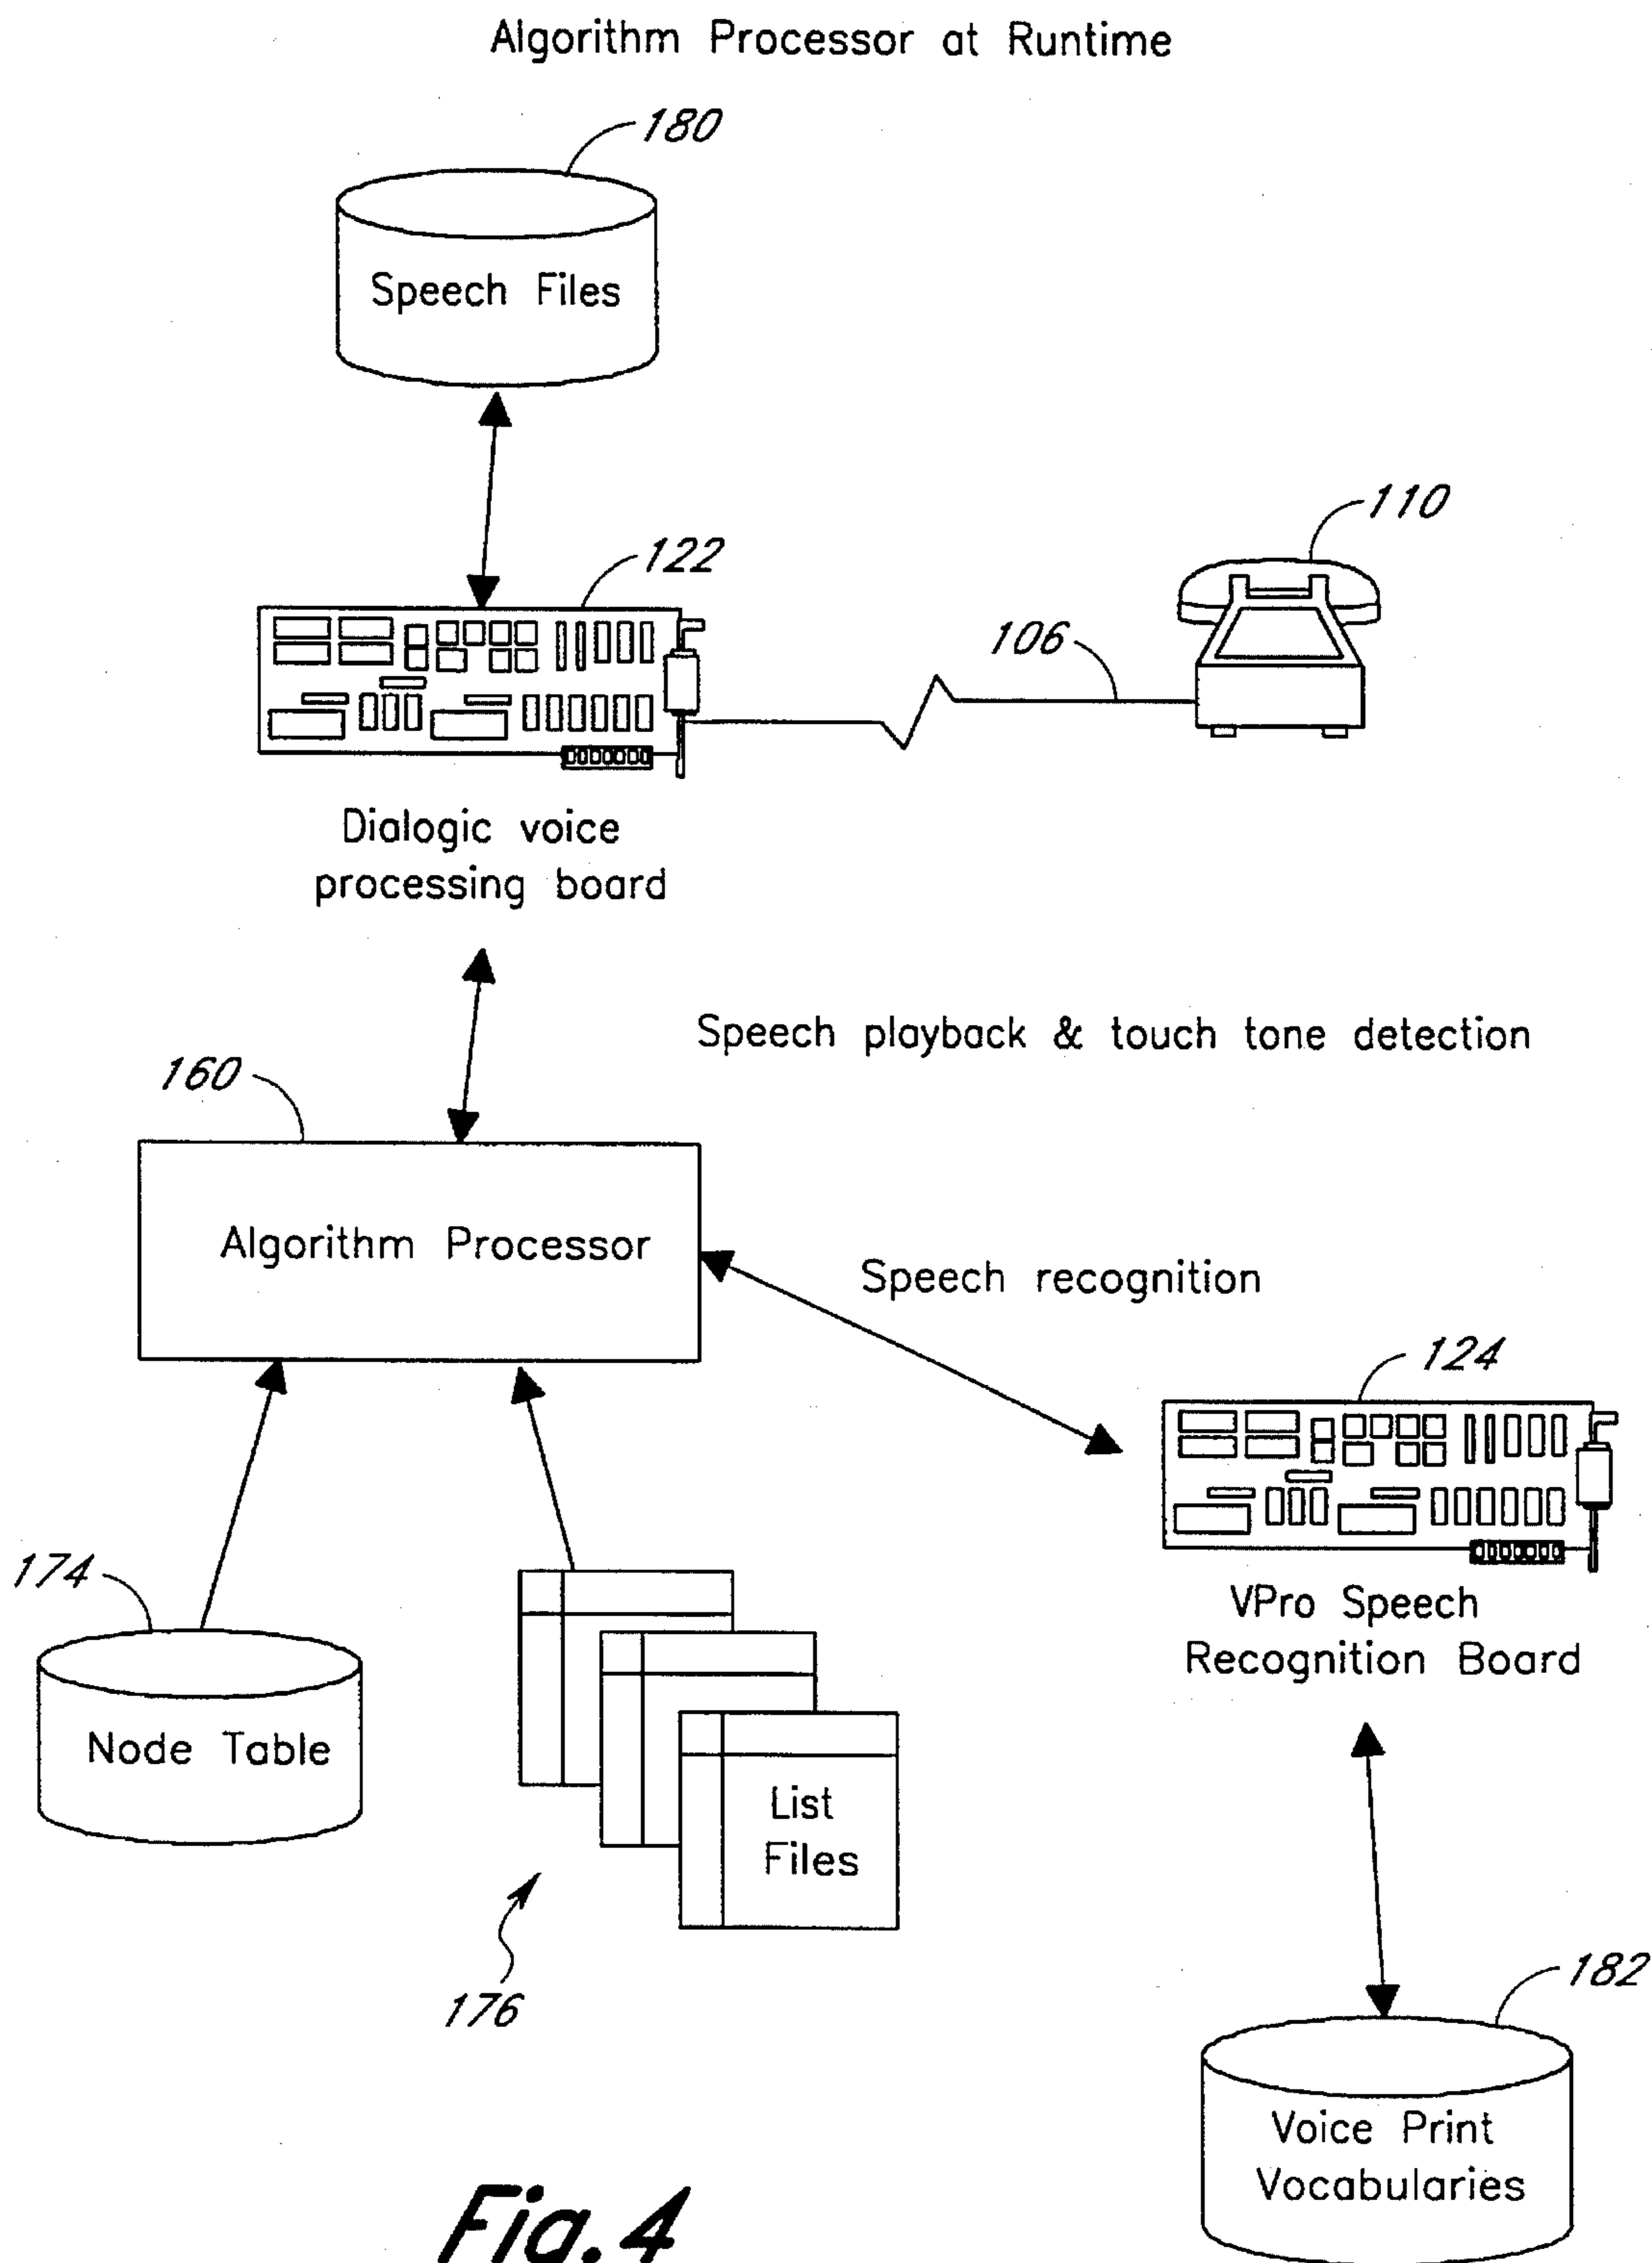 Algorithm Processor at Runtime
180
Speech Files
110
122
106
Dialogic voice
processing board
Speech playback & touch tone detection
160
Algorithm Processor
Speech recognition
124
174
VPro Speech
Recognition Board
Node Table
List
Files
176
182
Voice Print
Vocabularies
Fig. 4